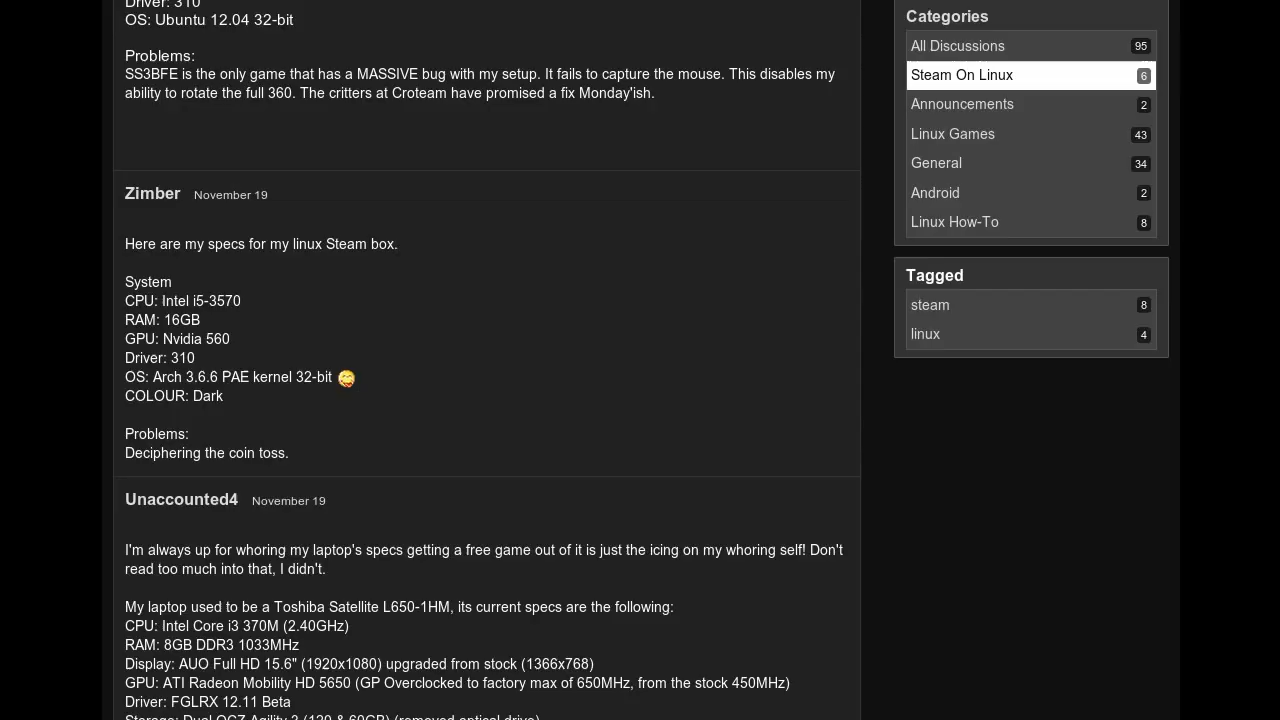 Driver: 310
OS: Ubuntu 12.04 32-bit
Problems:
SS3BFE is the only game that has a MASSIVE bug with my setup. It fails to capture the mouse. This disables my
ability to rotate the full 360. The critters at Croteam have promised a fix Monday'ish.
Zimber November 19
Here are my specs for my linux Steam box.
System
CPU: Intel i5-3570
RAM: 16GB
GPU: Nvidia 560
Driver: 310
OS: Arch 3.6.6 PAE kernel 32-bit
COLOUR: Dark
Problems:
Deciphering the coin toss.
Unaccounted4 November 19
I'm always up for whoring my laptop's specs getting a free game out of it is just the icing on my whoring self! Don't
read too much into that, I didn't.
My laptop used to be a Toshiba Satellite L650-1HM, its current specs are the following:
CPU: Intel Core i3 370M (2.40GHz)
RAM: 8GB DDR3 1033MHz
Display: AUO Full HD 15.6" (1920x1080) upgraded from stock (1366x768)
GPU: ATI Radeon Mobility HD 5650 (GP Overclocked to factory max of 650MHz, from the stock 450MHz)
Driver: FGLRX 12.11 Beta
Storage: Dual OCZ Agility 3 (120 & 60GB) (removed optical drive)
Categories
All Discussions 95
Steam On Linux 6
Announcements 2
Linux Games 43
General 34
Android 2
Linux How-To 8
Tagged
steam 8
linux 4